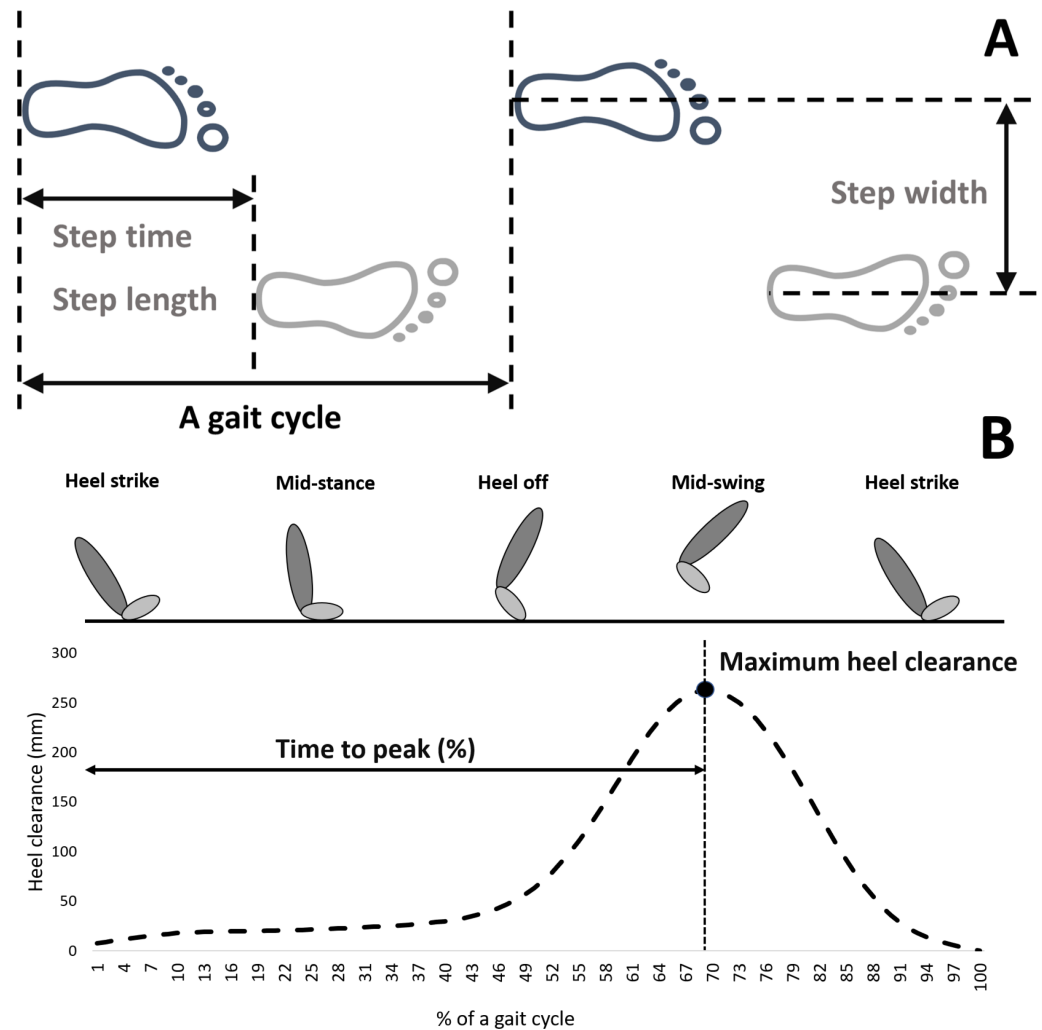 A
Step width
Step time
Step length
A gait cycle
B
Heel strike Mid-stance Heel off Mid-swing Heel strike
Maximum heel clearance
Time to peak (%)
Heel clearance (mm)
300
250
200
150
100
50
0
1 4 7 10 13 16 19 22 25 28 31 34 37 40 43 46 49 52 55 58 61 64 67 70 73 76 79 82 85 88 91 94 97 100
% of a gait cycle